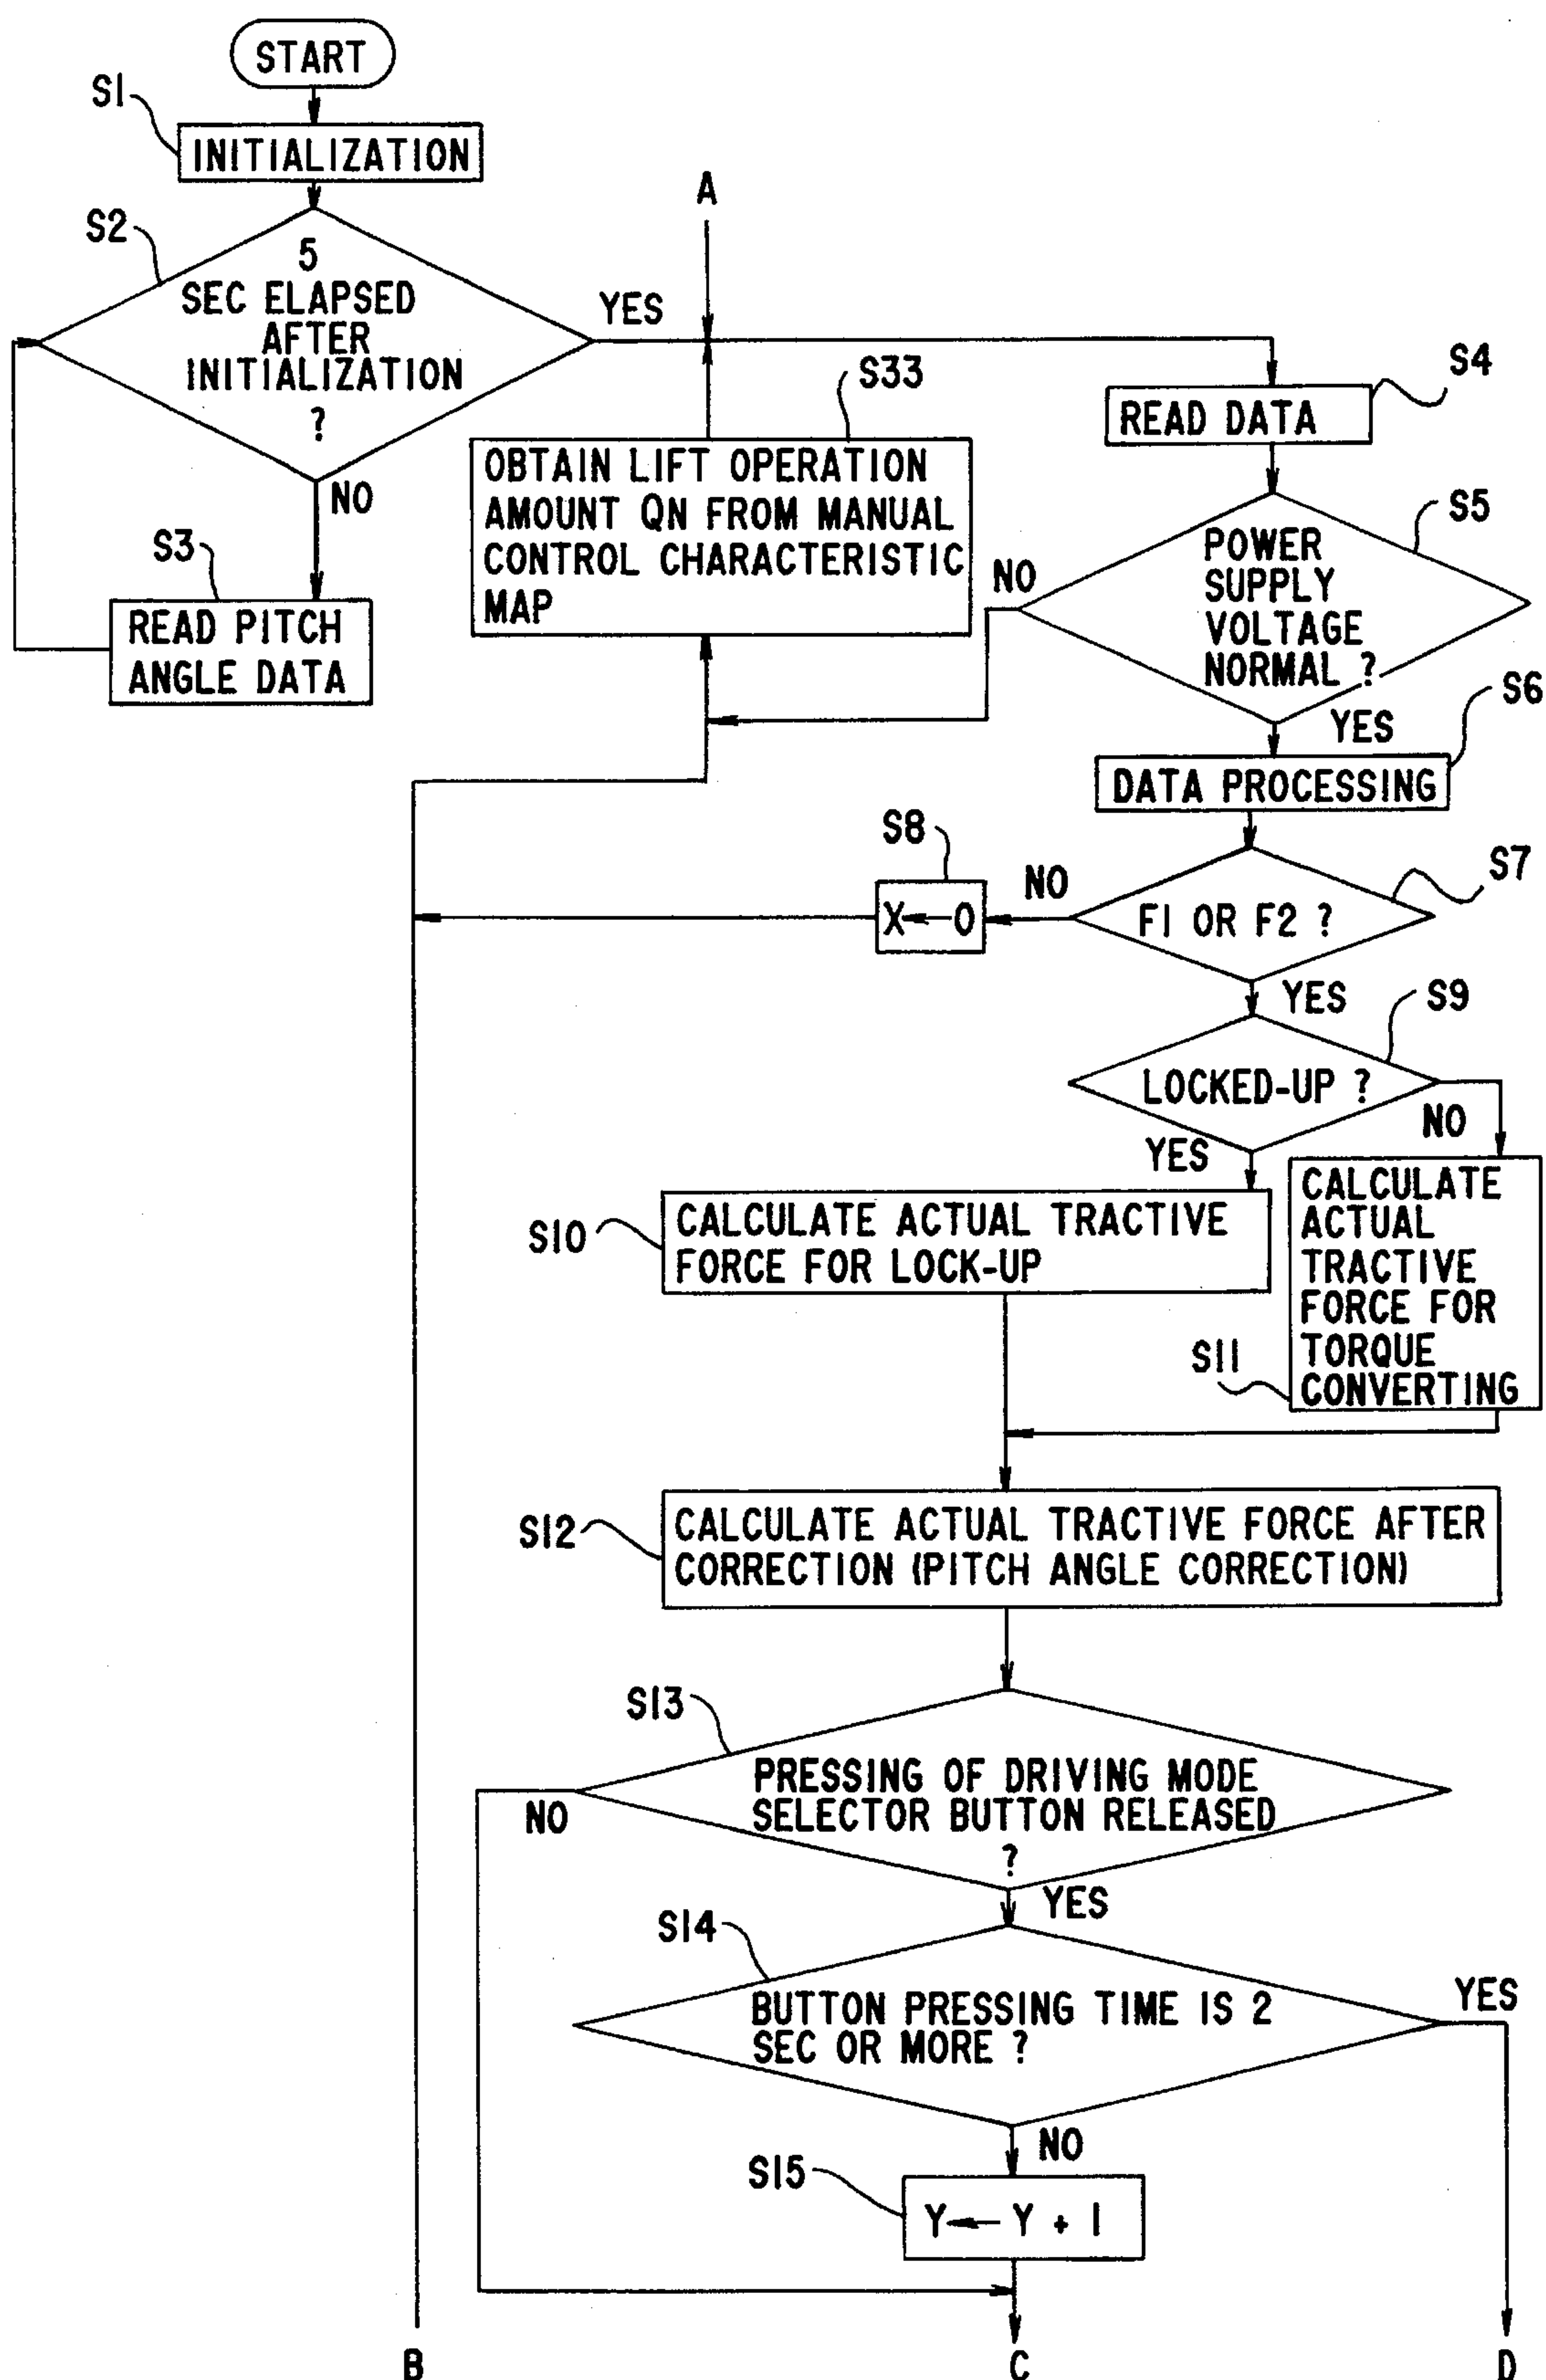 START
S1
INITIALIZATION
S2
5
SEC ELAPSED
AFTER
INITIALIZATION
?
YES
NO
S3
READ PITCH
ANGLE DATA
A
S33
OBTAIN LIFT OPERATION
AMOUNT QN FROM MANUAL
CONTROL CHARACTERISTIC
MAP
S4
READ DATA
S5
POWER
SUPPLY
VOLTAGE
NORMAL ?
NO
YES
S6
DATA PROCESSING
S7
F1 OR F2 ?
NO
S8
X←0
YES
S9
LOCKED-UP ?
NO
YES
S10
CALCULATE ACTUAL TRACTIVE
FORCE FOR LOCK-UP
S11
CALCULATE
ACTUAL
TRACTIVE
FORCE FOR
TORQUE
CONVERTING
S12
CALCULATE ACTUAL TRACTIVE FORCE AFTER
CORRECTION (PITCH ANGLE CORRECTION)
S13
PRESSING OF DRIVING MODE
SELECTOR BUTTON RELEASED
?
NO
YES
S14
BUTTON PRESSING TIME IS 2
SEC OR MORE ?
YES
NO
S15
Y← Y + 1
B
C
D